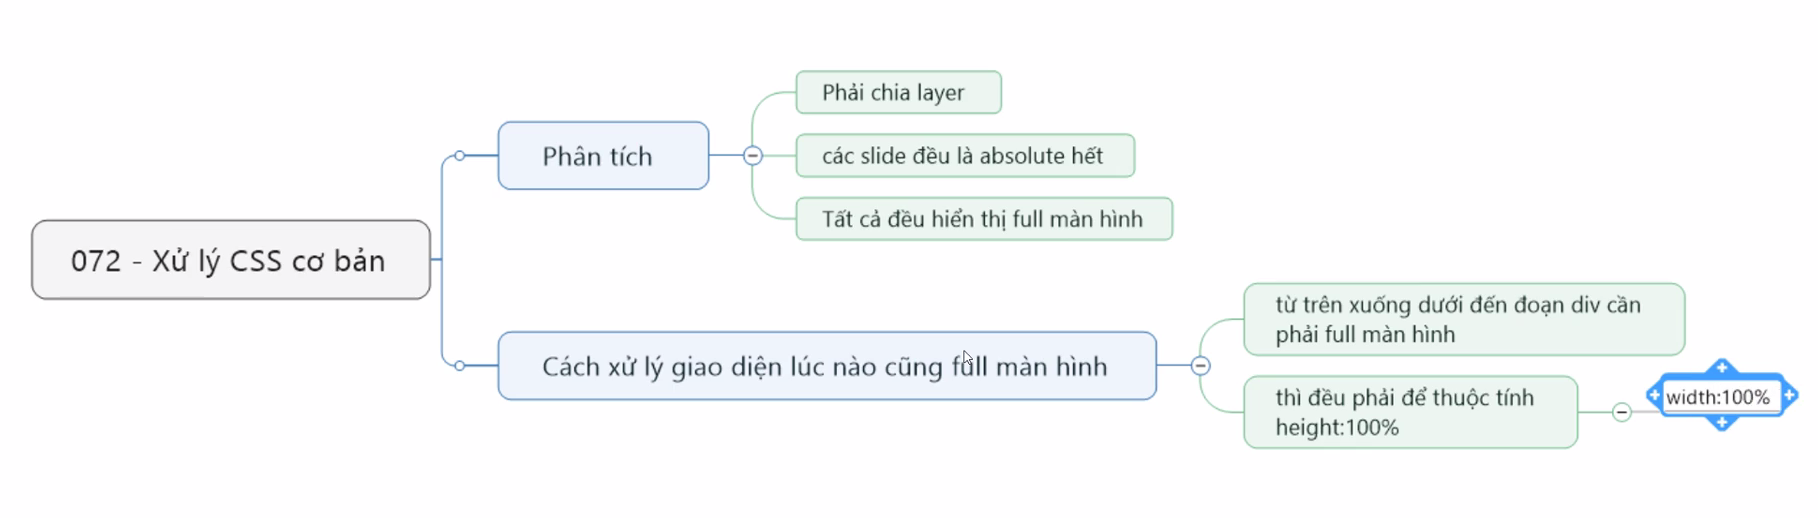 072 - Xử lý CSS cơ bản
Phân tích
Phải chia layer
các slide đều là absolute hết
Tất cả đều hiển thị full màn hình
Cách xử lý giao diện lúc nào cũng full màn hình
từ trên xuống dưới đến đoạn div cần
phải full màn hình
thì đều phải để thuộc tính
height:100%
width:100%